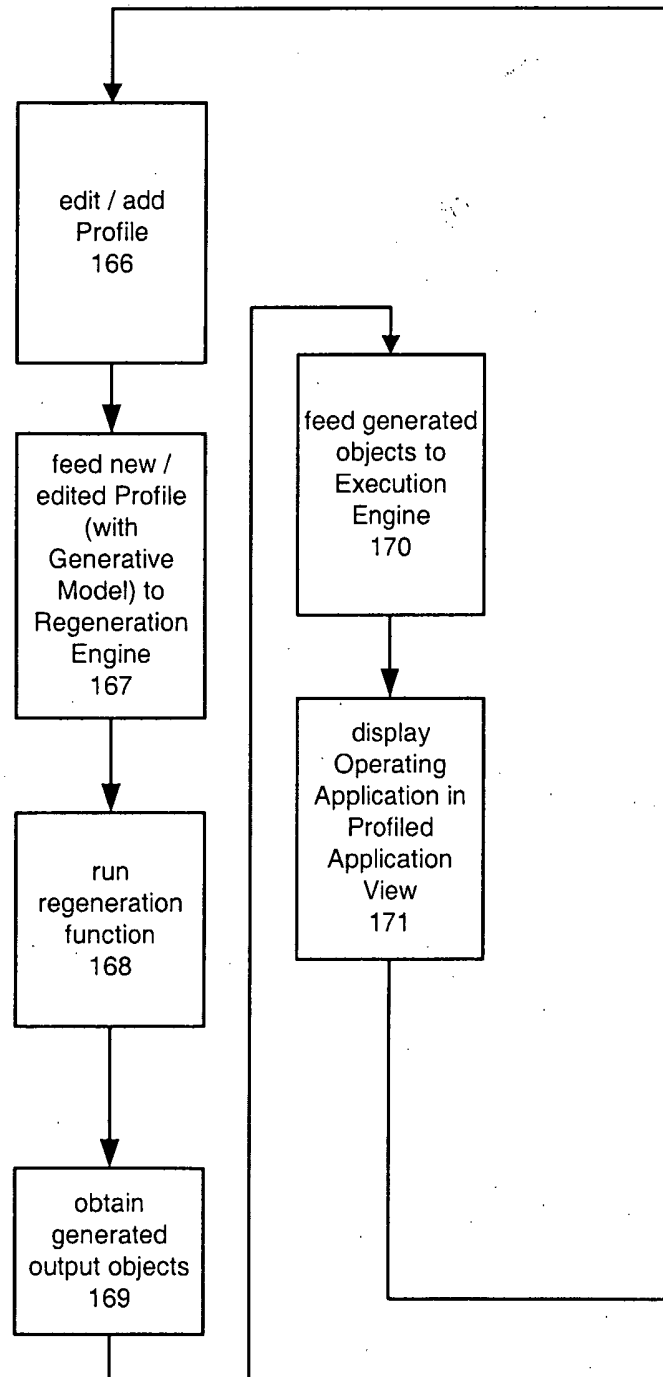 edit / add
Profile
166
feed new /
edited Profile
(with
Generative
Model) to
Regeneration
Engine
167
run
regeneration
function
168
obtain
generated
output objects
169
feed generated
objects to
Execution
Engine
170
display
Operating
Application in
Profiled
Application
View
171